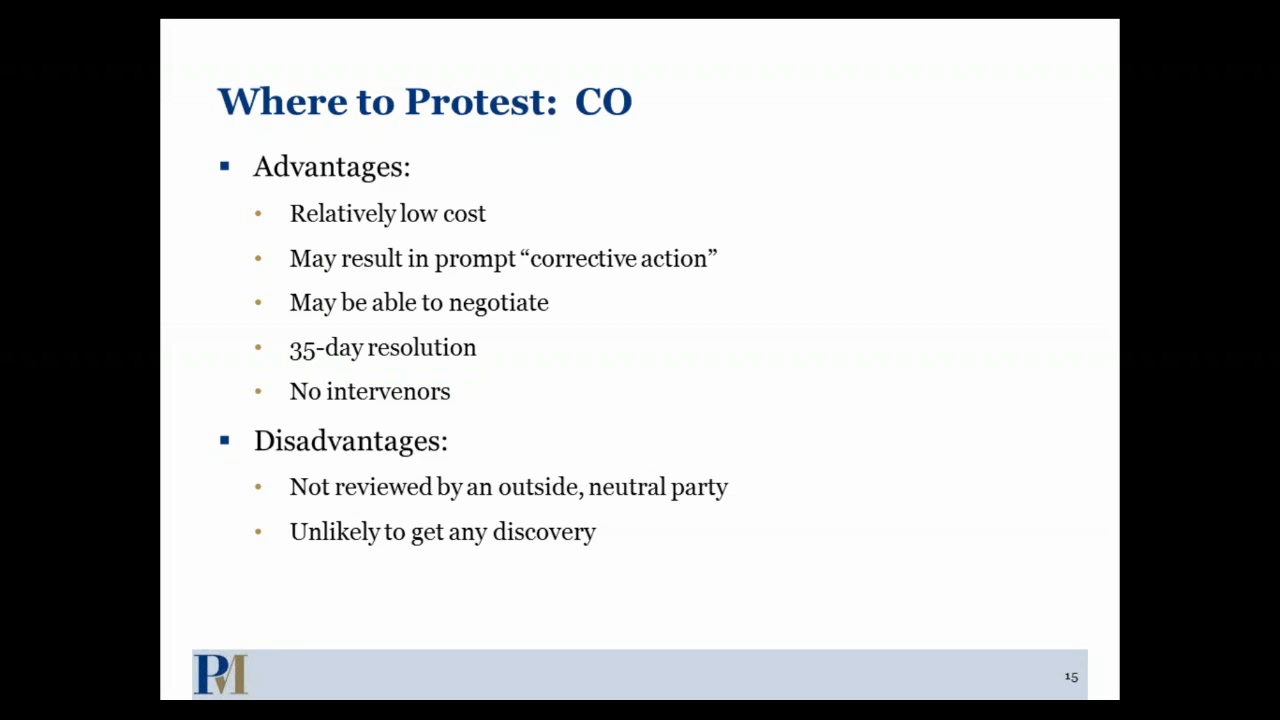 Where to Protest: CO
Advantages:
Relatively low cost
May result in prompt “corrective action”
May be able to negotiate
35-day resolution
No intervenors
Disadvantages:
Not reviewed by an outside, neutral party
Unlikely to get any discovery
PM
15